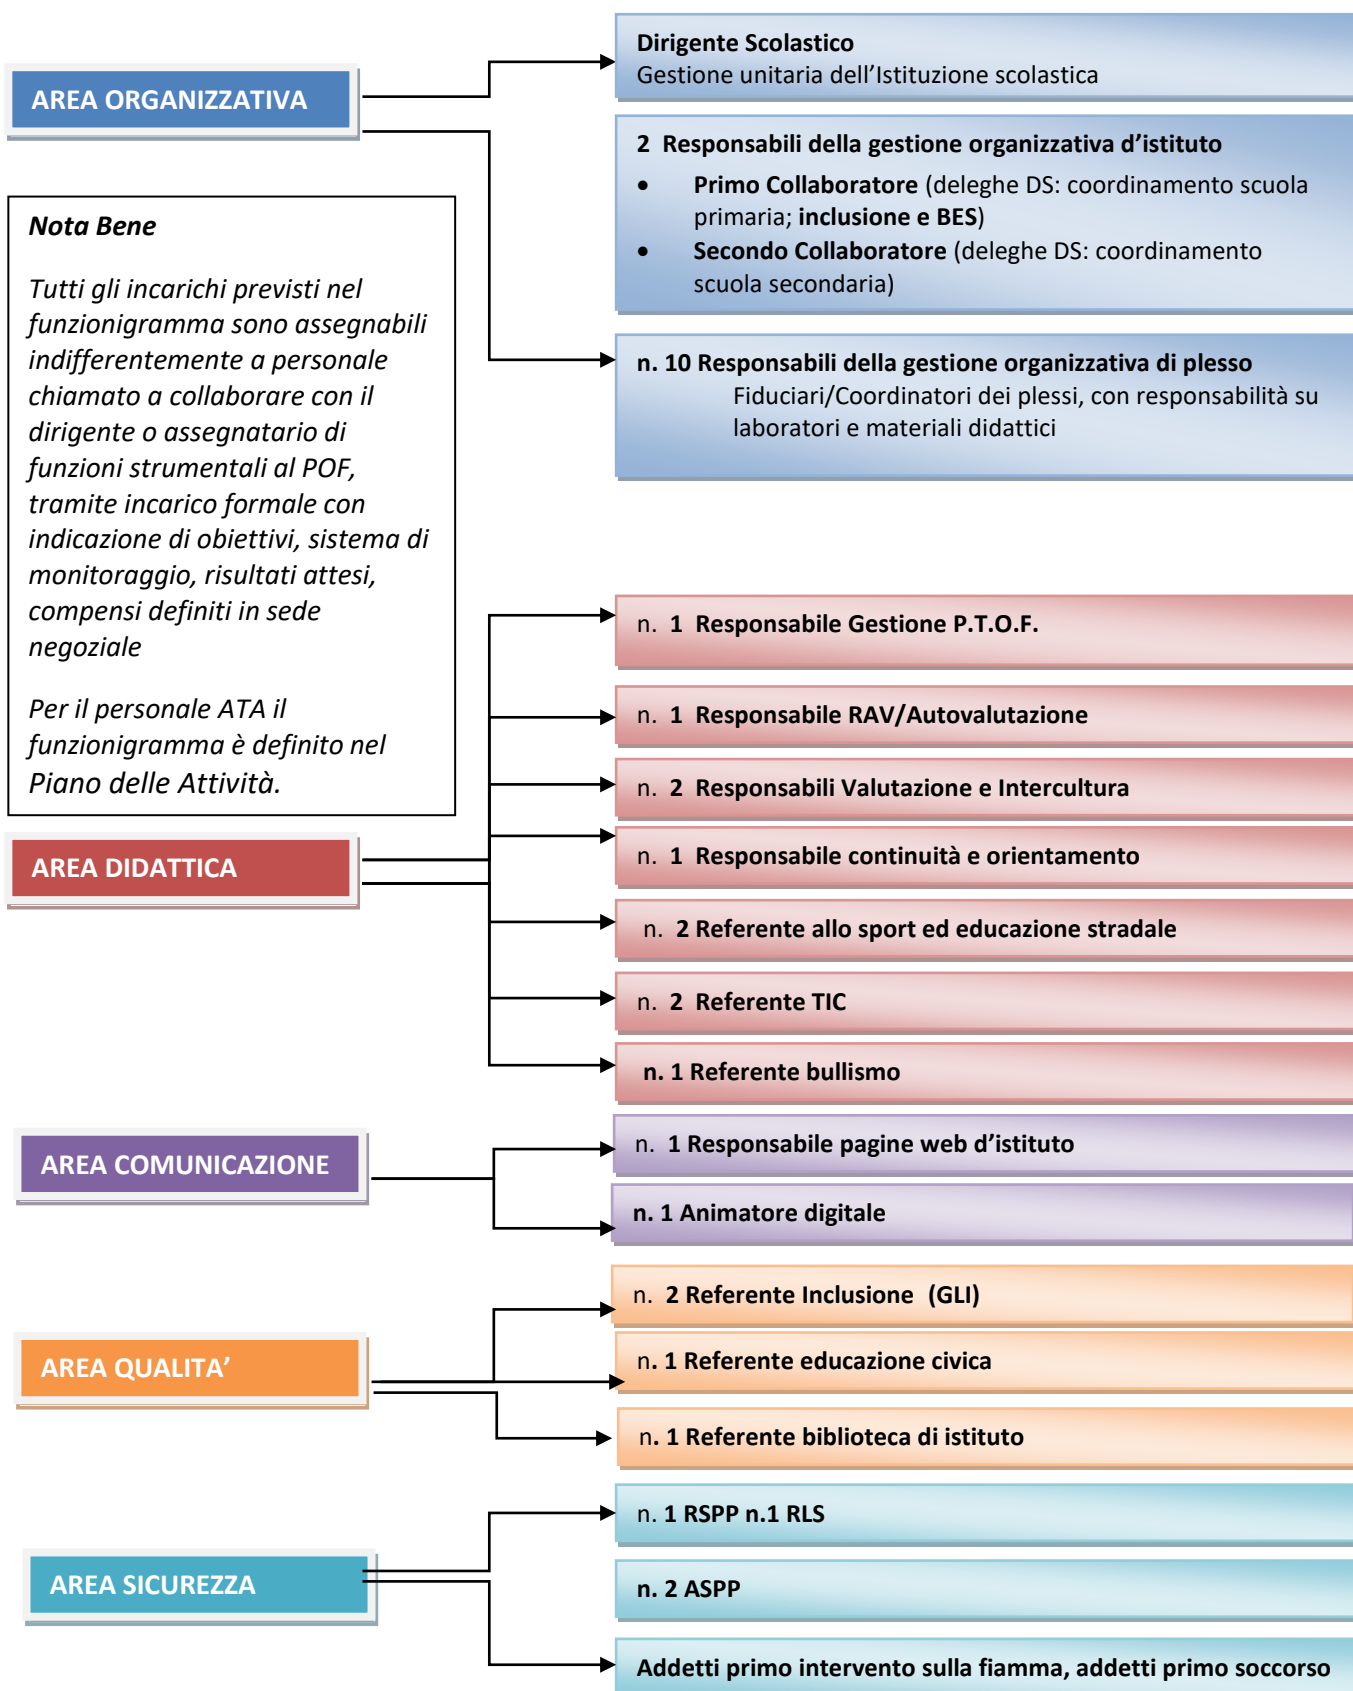 AREA ORGANIZZATIVA
Dirigente Scolastico
Gestione unitaria dell’Istituzione scolastica
2 Responsabili della gestione organizzativa d’istituto
• Primo Collaboratore (deleghe DS: coordinamento scuola
primaria; inclusione e BES)
• Secondo Collaboratore (deleghe DS: coordinamento
scuola secondaria)
n. 10 Responsabili della gestione organizzativa di plesso
Fiduciari/Coordinatori dei plessi, con responsabilità su
laboratori e materiali didattici
Nota Bene
Tutti gli incarichi previsti nel
funzionigramma sono assegnabili
indifferentemente a personale
chiamato a collaborare con il
dirigente o assegnatario di
funzioni strumentali al POF,
tramite incarico formale con
indicazione di obiettivi, sistema di
monitoraggio, risultati attesi,
compensi definiti in sede
negoziale
Per il personale ATA il
funzionigramma è definito nel
Piano delle Attività.
AREA DIDATTICA
n. 1 Responsabile Gestione P.T.O.F.
n. 1 Responsabile RAV/Autovalutazione
n. 2 Responsabili Valutazione e Intercultura
n. 1 Responsabile continuità e orientamento
n. 2 Referente allo sport ed educazione stradale
n. 2 Referente TIC
n. 1 Referente bullismo
AREA COMUNICAZIONE
n. 1 Responsabile pagine web d’istituto
n. 1 Animatore digitale
AREA QUALITA’
n. 2 Referente Inclusione (GLI)
n. 1 Referente educazione civica
n. 1 Referente biblioteca di istituto
AREA SICUREZZA
n. 1 RSPP n.1 RLS
n. 2 ASPP
Addetti primo intervento sulla fiamma, addetti primo soccorso